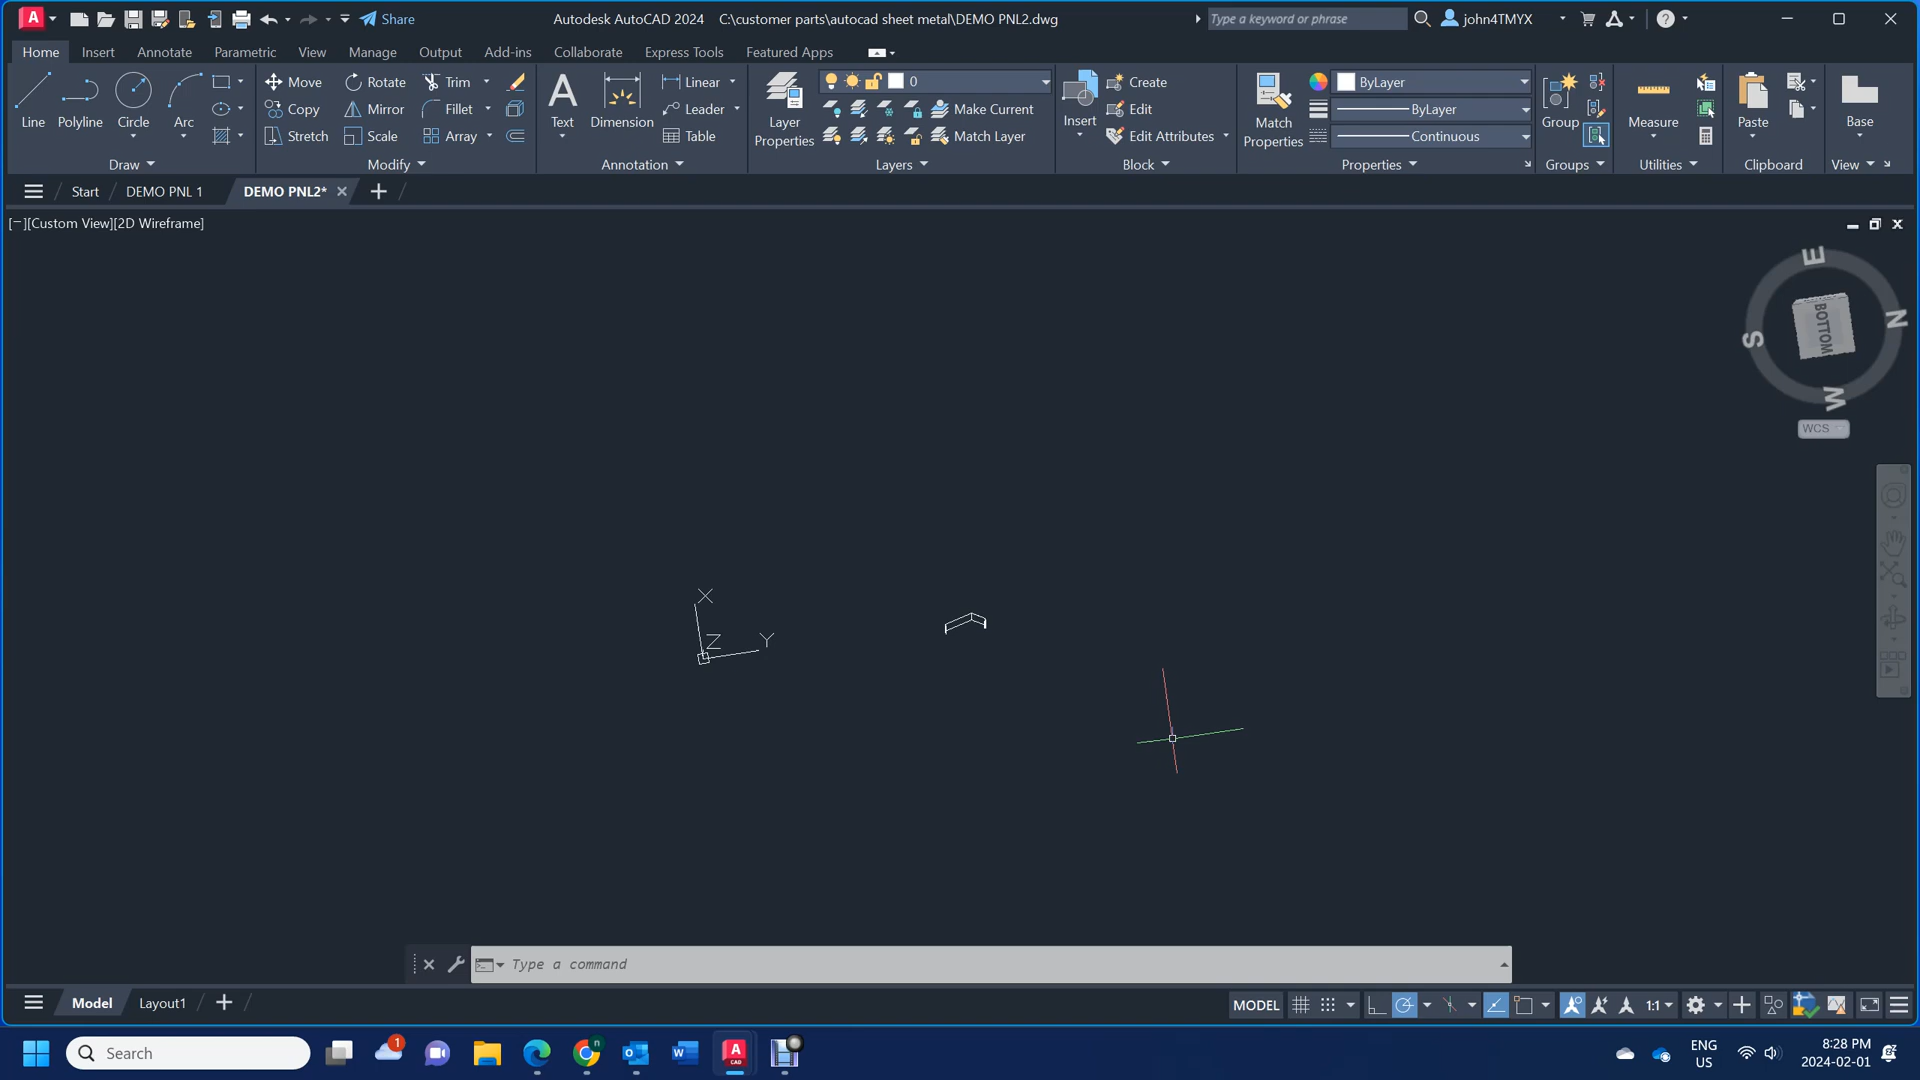 A Share Autodesk AutoCAD 2024 C:\customer parts\autocad sheet metal\DEMO PNL2.dwg Type a keyword or phrase john4TMYX
Home Insert Annotate Parametric View Manage Output Add-ins Collaborate Express Tools Featured Apps
Line Polyline Circle Arc
Move Rotate Trim
Copy Mirror Fillet
Stretch Scale Array
A Text Dimension
Linear
Leader
Table
Layer Properties
0
Make Current
Match Layer
Insert
Create
Edit
Edit Attributes
Match Properties
ByLayer
ByLayer
Continuous
Group
Measure
Paste
Base
Draw Modify Annotation Layers Block Properties Groups Utilities Clipboard View
Start DEMO PNL 1 DEMO PNL2*
[−][Custom View][2D Wireframe]
E
BOTTOM
N
S
W
WCS
X
Z Y
Type a command
Model Layout1 MODEL 1:1
Search
1
n
A
CAD
ENG
US
8:28 PM
2024-02-01